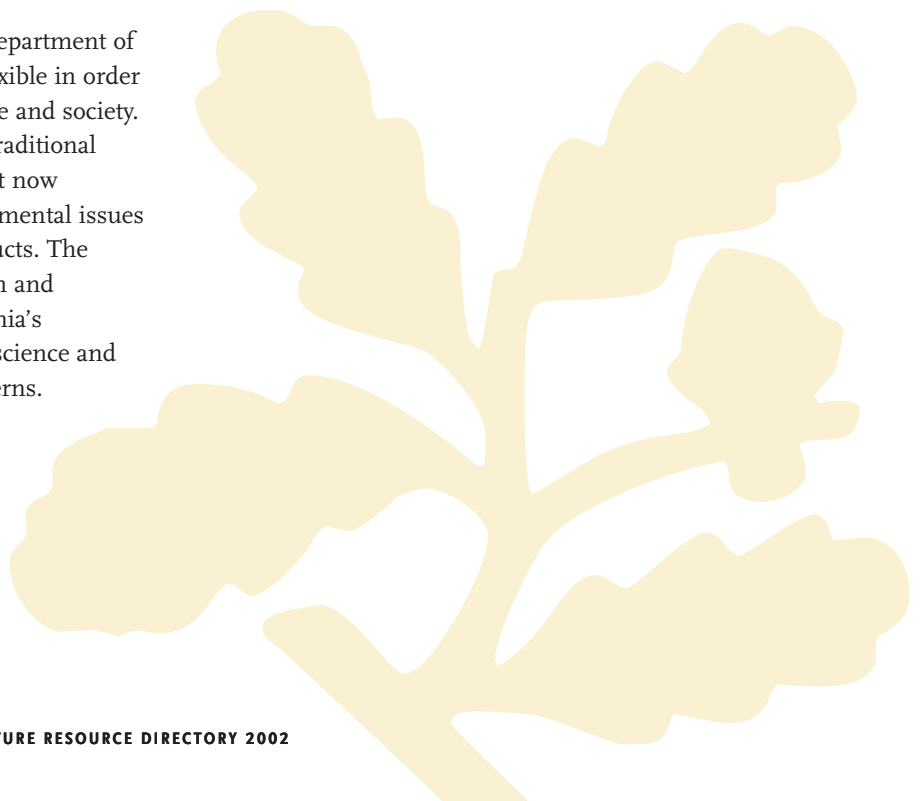 epartment of
xible in order
e and society.
raditional
t now
mental issues
ucts. The
n and
nia’s
science and
erns.
TURE RESOURCE DIRECTORY 2002